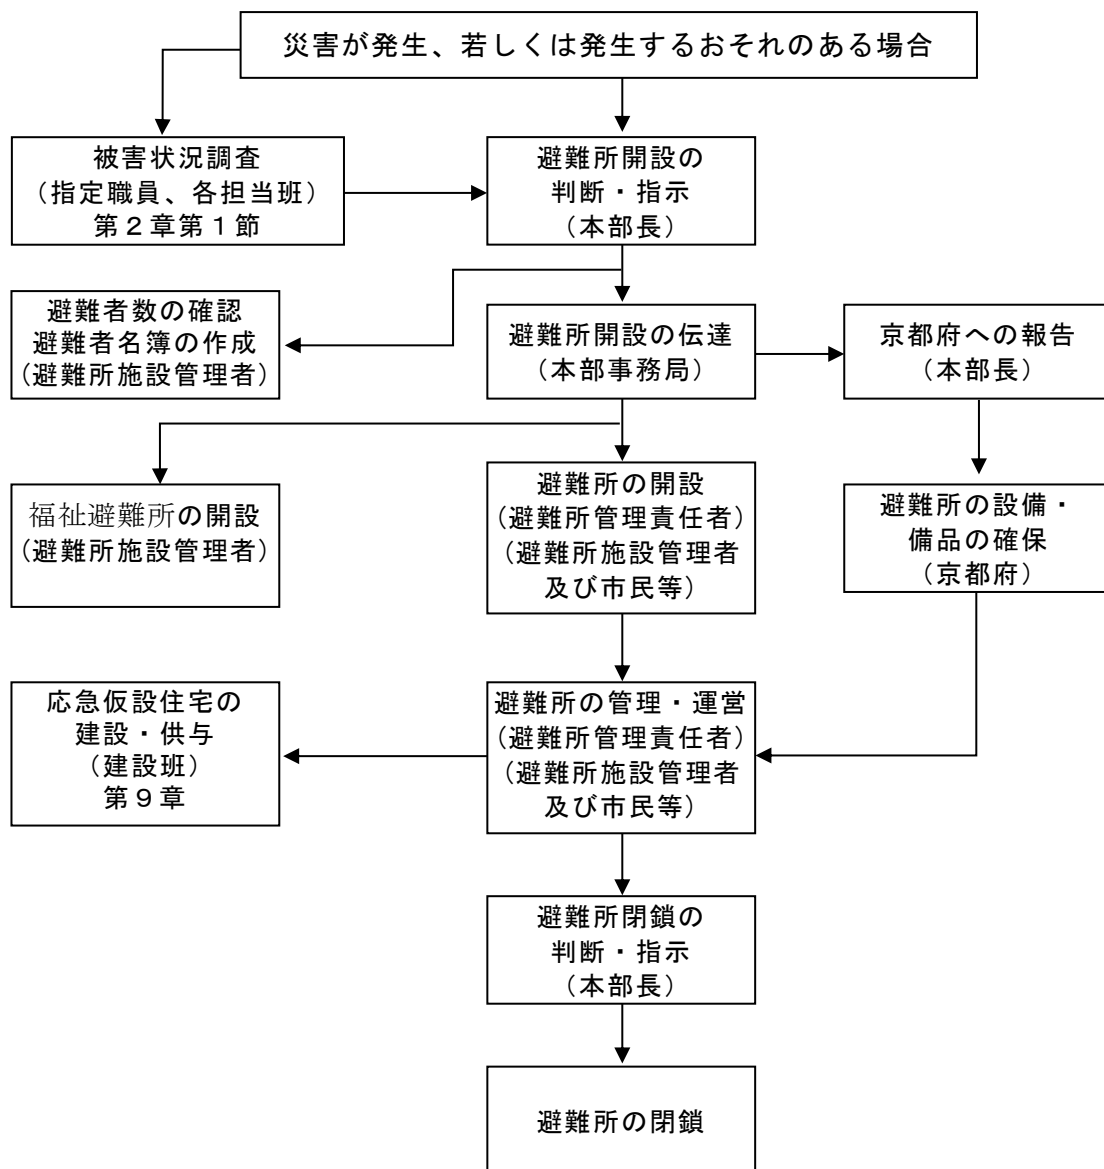 災害が発生、若しくは発生するおそれのある場合
被害状況調査
(指定職員、各担当班)
第2章第1節
避難所開設の
判断・指示
(本部長)
避難者数の確認
避難者名簿の作成
(避難所施設管理者)
避難所開設の伝達
(本部事務局)
京都府への報告
(本部長)
福祉避難所の開設
(避難所施設管理者)
避難所の開設
(避難所管理責任者)
(避難所施設管理者
及び市民等)
避難所の設備・
備品の確保
(京都府)
応急仮設住宅の
建設・供与
(建設班)
第9章
避難所の管理・運営
(避難所管理責任者)
(避難所施設管理者
及び市民等)
避難所閉鎖の
判断・指示
(本部長)
避難所の閉鎖